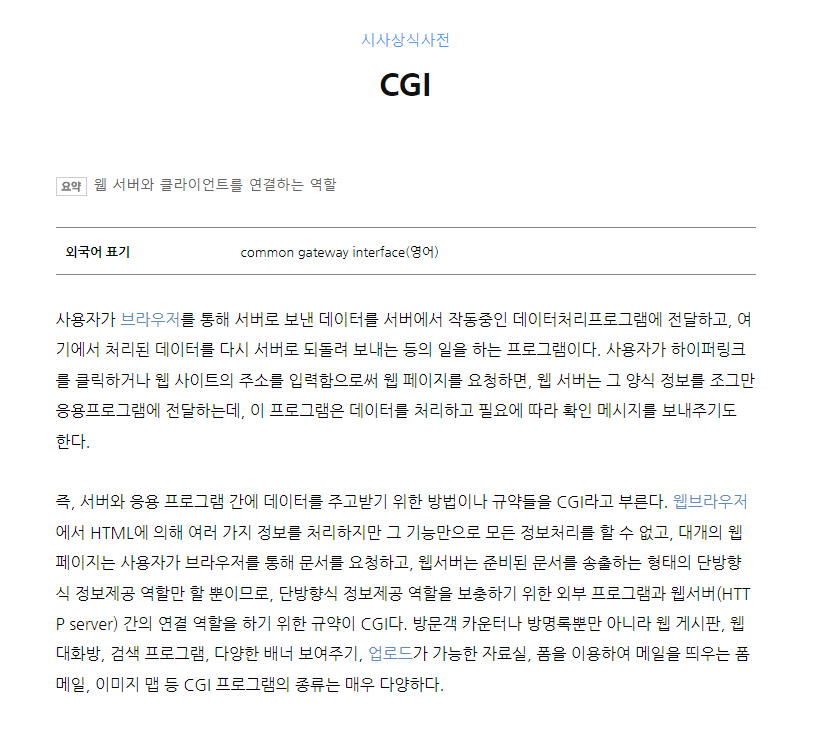 시사상식사전
CGI
요약 웹 서버와 클라이언트를 연결하는 역할
외국어 표기 common gateway interface(영어)
사용자가 브라우저를 통해 서버로 보낸 데이터를 서버에서 작동중인 데이터처리프로그램에 전달하고, 여
기에서 처리된 데이터를 다시 서버로 되돌려 보내는 등의 일을 하는 프로그램이다. 사용자가 하이퍼링크
를 클릭하거나 웹 사이트의 주소를 입력함으로써 웹 페이지를 요청하면, 웹 서버는 그 양식 정보를 조그만
응용프로그램에 전달하는데, 이 프로그램은 데이터를 처리하고 필요에 따라 확인 메시지를 보내주기도
한다.
즉, 서버와 응용 프로그램 간에 데이터를 주고받기 위한 방법이나 규약들을 CGI라고 부른다. 웹브라우저
에서 HTML에 의해 여러 가지 정보를 처리하지만 그 기능만으로 모든 정보처리를 할 수 없고, 대개의 웹
페이지는 사용자가 브라우저를 통해 문서를 요청하고, 웹서버는 준비된 문서를 송출하는 형태의 단방향
식 정보제공 역할만 할 뿐이므로, 단방향식 정보제공 역할을 보충하기 위한 외부 프로그램과 웹서버(HTT
P server) 간의 연결 역할을 하기 위한 규약이 CGI다. 방문객 카운터나 방명록뿐만 아니라 웹 게시판, 웹
대화방, 검색 프로그램, 다양한 배너 보여주기, 업로드가 가능한 자료실, 폼을 이용하여 메일을 띄우는 폼
메일, 이미지 맵 등 CGI 프로그램의 종류는 매우 다양하다.